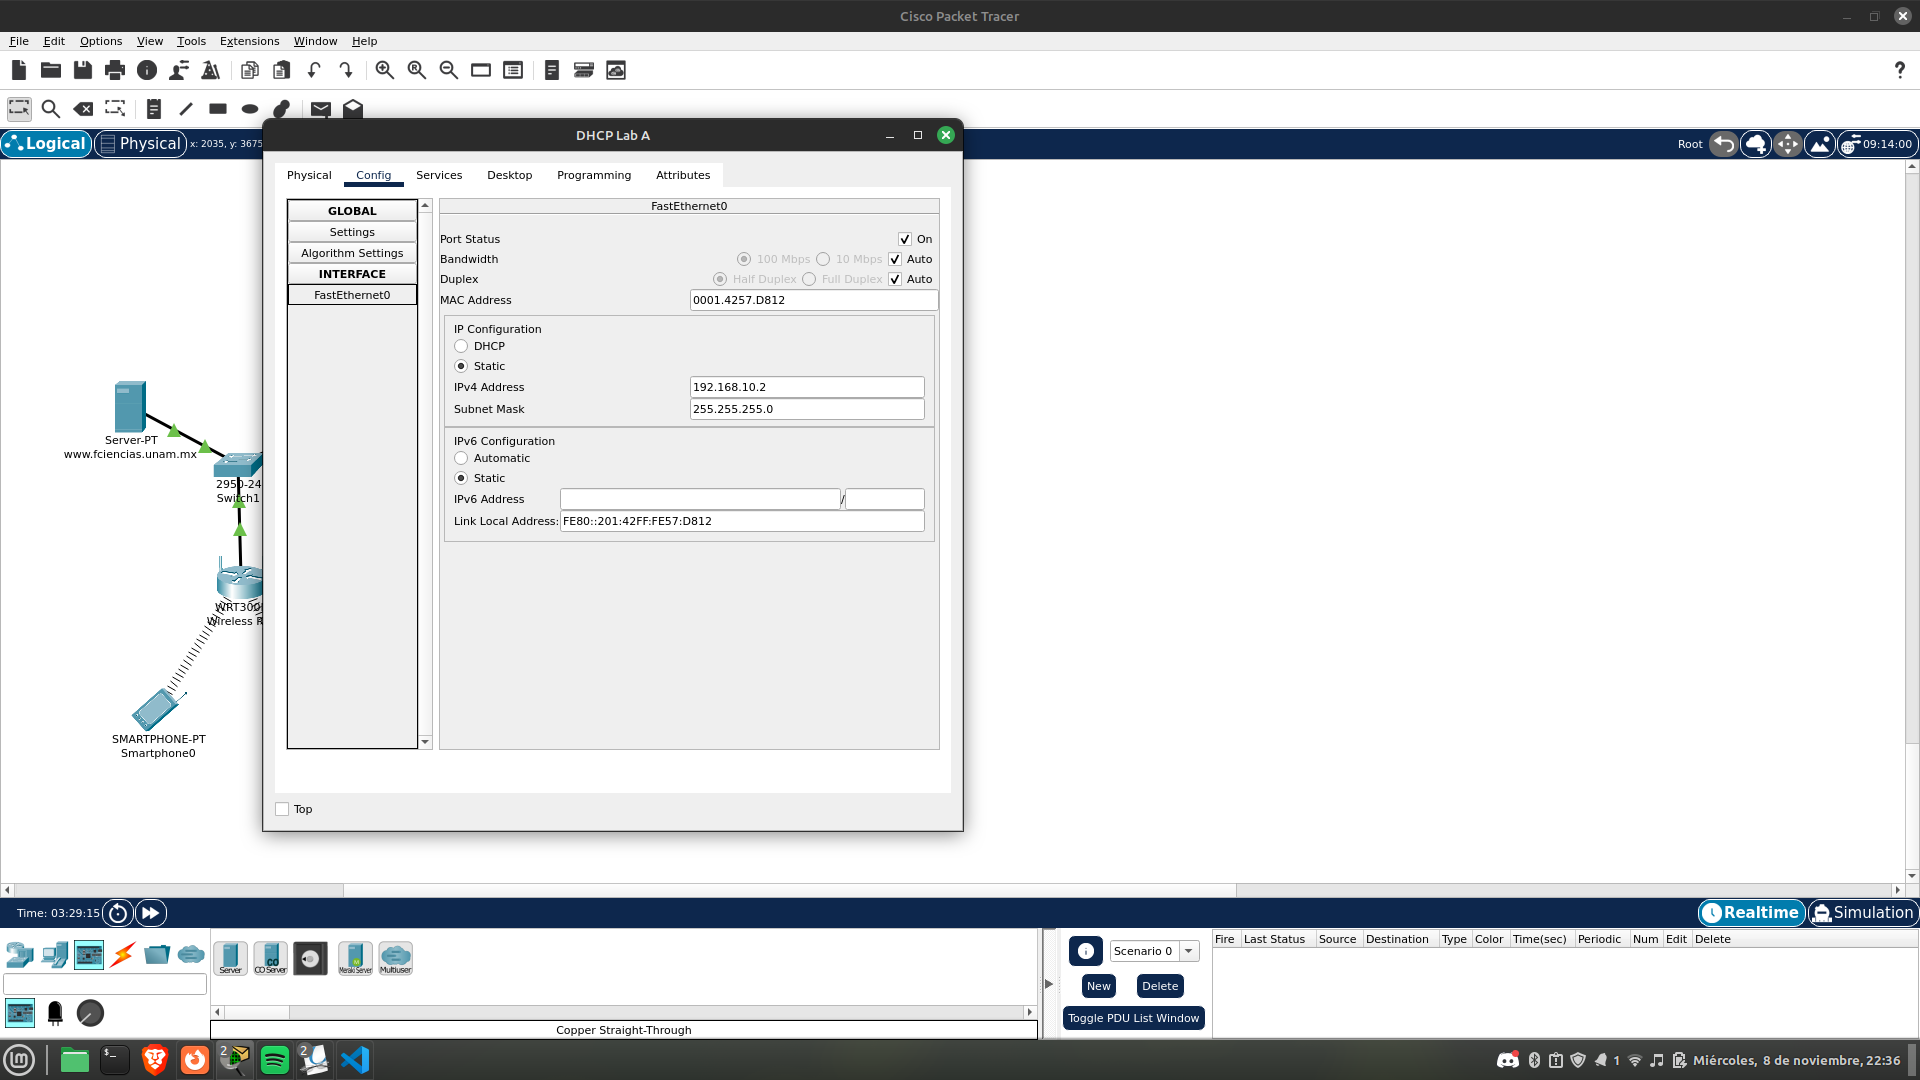 Cisco Packet Tracer
File Edit Options View Tools Extensions Window Help
?
Logical Physical x: 2035, y: 3675
Root 09:14:00
DHCP Lab A
Physical Config Services Desktop Programming Attributes
GLOBAL
Settings
Algorithm Settings
INTERFACE
FastEthernet0
FastEthernet0
Port Status On
Bandwidth 100 Mbps 10 Mbps Auto
Duplex Half Duplex Full Duplex Auto
MAC Address 0001.4257.D812
IP Configuration
DHCP
Static
IPv4 Address 192.168.10.2
Subnet Mask 255.255.255.0
IPv6 Configuration
Automatic
Static
IPv6 Address /
Link Local Address: FE80::201:42FF:FE57:D812
Top
Server-PT
www.fciencias.unam.mx
2950-24
Switch1
WRT300
Wireless R
SMARTPHONE-PT
Smartphone0
Time: 03:29:15
Realtime Simulation
Server
CO
CO Server
Meraki Server
Multiuser
Copper Straight-Through
Scenario 0
New Delete
Toggle PDU List Window
Fire Last Status Source Destination Type Color Time(sec) Periodic Num Edit Delete
2
2
1
Miércoles, 8 de noviembre, 22:36